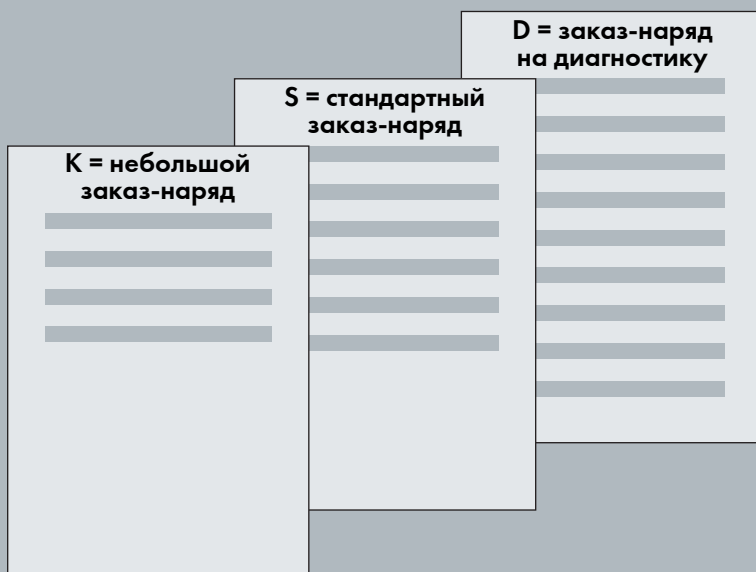 D = заказ-наряд
на диагностику
S = стандартный
заказ-наряд
K = небольшой
заказ-наряд